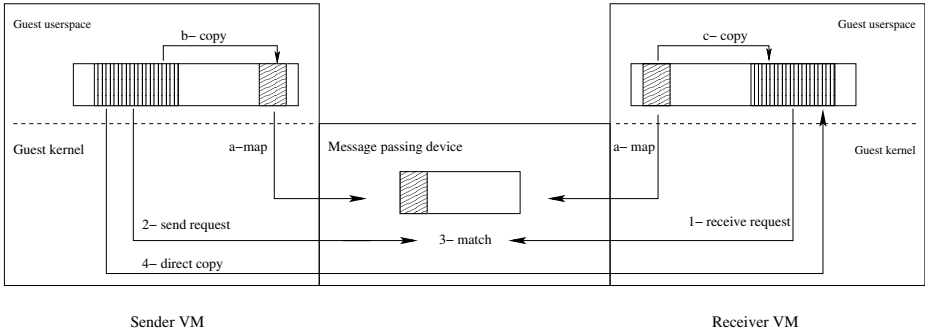 Guest userspace
Guest userspace
b− copy
c− copy
Guest kernel
a−map
Message passing device
a− map
Guest kernel
2− send request
3− match
1− receive request
4− direct copy
Sender VM
Receiver VM